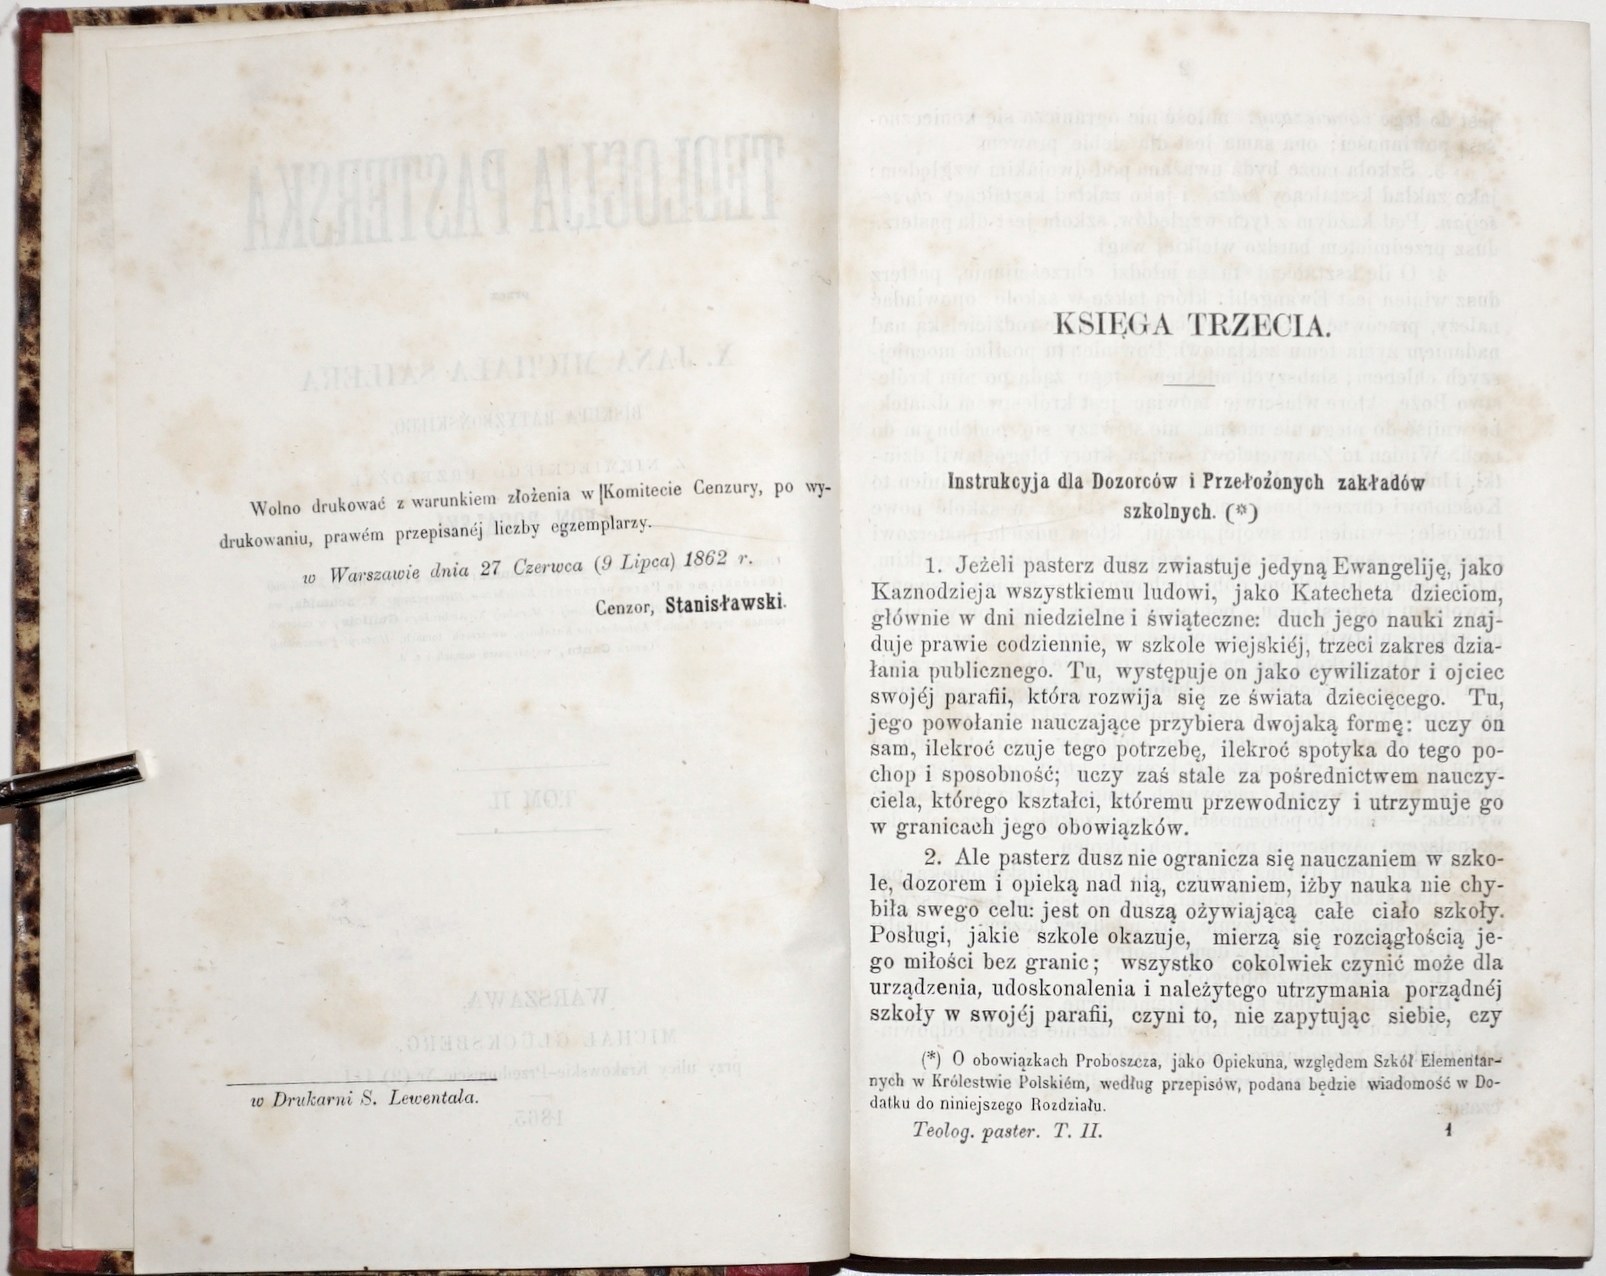 Wolno drukować z warunkiem złożenia w Komitecie Cenzury, po wy-
drukowaniu, prawém przepisanéj liczby egzemplarzy.
w Warszawie dnia 27 Czerwca (9 Lipca) 1862 r.
Cenzor, Stanisławski.
w Drukarni S. Lewentala.
KSIĘGA TRZECIA.
Instrukcyja dla Dozorców i Przełożonych zakładów
szkolnych. (*)
1. Jeżeli pasterz dusz zwiastuje jedyną Ewangeliję, jako
Kaznodzieja wszystkiemu ludowi, jako Katecheta dzieciom,
głównie w dni niedzielne i świąteczne: duch jego nauki znaj-
duje prawie codziennie, w szkole wiejskiéj, trzeci zakres dzia-
łania publicznego. Tu, występuje on jako cywilizator i ojciec
swojéj parafii, która rozwija się ze świata dziecięcego. Tu,
jego powołanie nauczające przybiera dwojaką formę: uczy on
sam, ilekroć czuje tego potrzebę, ilekroć spotyka do tego po-
chop i sposobność; uczy zaś stale za pośrednictwem nauczy-
ciela, którego kształci, któremu przewodniczy i utrzymuje go
w granicach jego obowiązków.
2. Ale pasterz dusz nie ogranicza się nauczaniem w szko-
le, dozorem i opieką nad nią, czuwaniem, iżby nauka nie chy-
biła swego celu: jest on duszą ożywiającą całe ciało szkoły.
Posługi, jakie szkole okazuje, mierzą się rozciągłością je-
go miłości bez granic; wszystko cokolwiek czynić może dla
urządzenia, udoskonalenia i należytego utrzymania porządnéj
szkoły w swojéj parafii, czyni to, nie zapytując siebie, czy
(*) O obowiązkach Proboszcza, jako Opiekuna, względem Szkół Elementar-
nych w Królestwie Polskiém, według przepisów, podana będzie wiadomość w Do-
datku do niniejszego Rozdziału.
Teolog. paster. T. II. 1